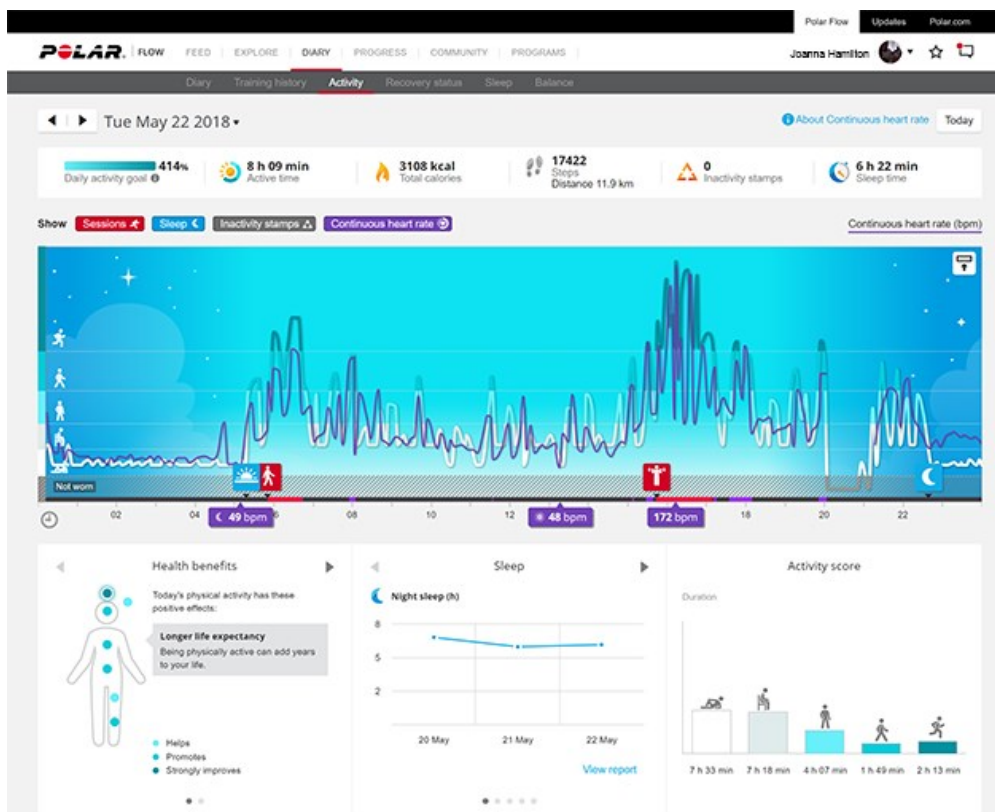 Polar Flow Updates Polar.com
POLAR. FLOW FEED EXPLORE DIARY PROGRESS COMMUNITY PROGRAMS Joanna Hamilton
Diary Training history Activity Recovery status Sleep Balance
Tue May 22 2018 About Continuous heart rate Today
414%
Daily activity goal
8 h 09 min
Active time
3108 kcal
Total calories
17422
Steps
Distance 11.9 km
0
Inactivity stamps
6 h 22 min
Sleep time
Show Sessions Sleep Inactivity stamps Continuous heart rate Continuous heart rate (bpm)
Not worn
02 04 06 08 10 12 18 20 22
49 bpm 48 bpm 172 bpm
Health benefits
Today's physical activity has these
positive effects:
Longer life expectancy
Being physically active can add years
to your life.
Helps
Promotes
Strongly improves
Sleep
Night sleep (h)
8
5
2
20 May 21 May 22 May
View report
Activity score
Duration
7 h 33 min 7 h 18 min 4 h 07 min 1 h 49 min 2 h 13 min